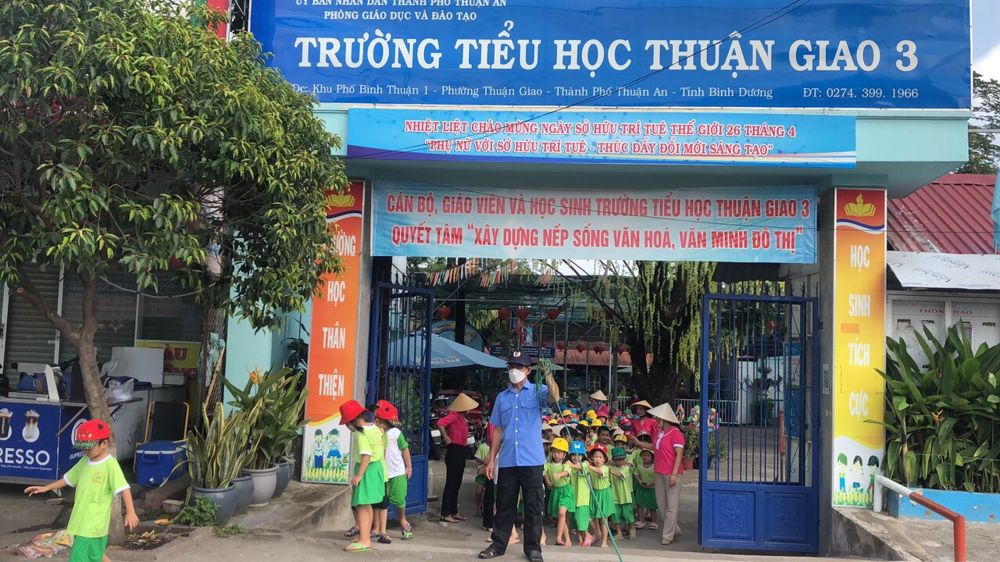 ỦY BAN NHÂN DÂN THÀNH PHỐ THUẬN AN
PHÒNG GIÁO DỤC VÀ ĐÀO TẠO
TRƯỜNG TIỂU HỌC THUẬN GIAO 3
Đc: Khu Phố Bình Thuận 1 - Phường Thuận Giao - Thành Phố Thuận An - Tỉnh Bình Dương ĐT: 0274. 399. 1966
NHIỆT LIỆT CHÀO MỪNG NGÀY SỞ HỮU TRÍ TUỆ THẾ GIỚI 26 THÁNG 4
"PHỤ NỮ VỚI SỞ HỮU TRÍ TUỆ - THÚC ĐẨY ĐỔI MỚI SÁNG TẠO"
CÁN BỘ, GIÁO VIÊN VÀ HỌC SINH TRƯỜNG TIỂU HỌC THUẬN GIAO 3
QUYẾT TÂM "XÂY DỰNG NẾP SỐNG VĂN HOÁ, VĂN MINH ĐÔ THỊ"
ƯỜNG
HỌC
THÂN
THIỆN
HỌC
SINH
TÍCH
CỰC
THÔNG BÁO
PRESSO